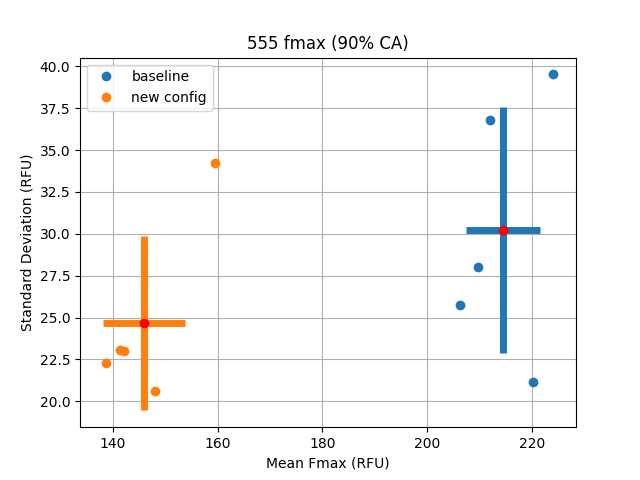 555 fmax (90% CA)
baseline
new config
40.0
37.5
35.0
32.5
30.0
27.5
25.0
22.5
20.0
Standard Deviation (RFU)
140
160
180
200
220
Mean Fmax (RFU)